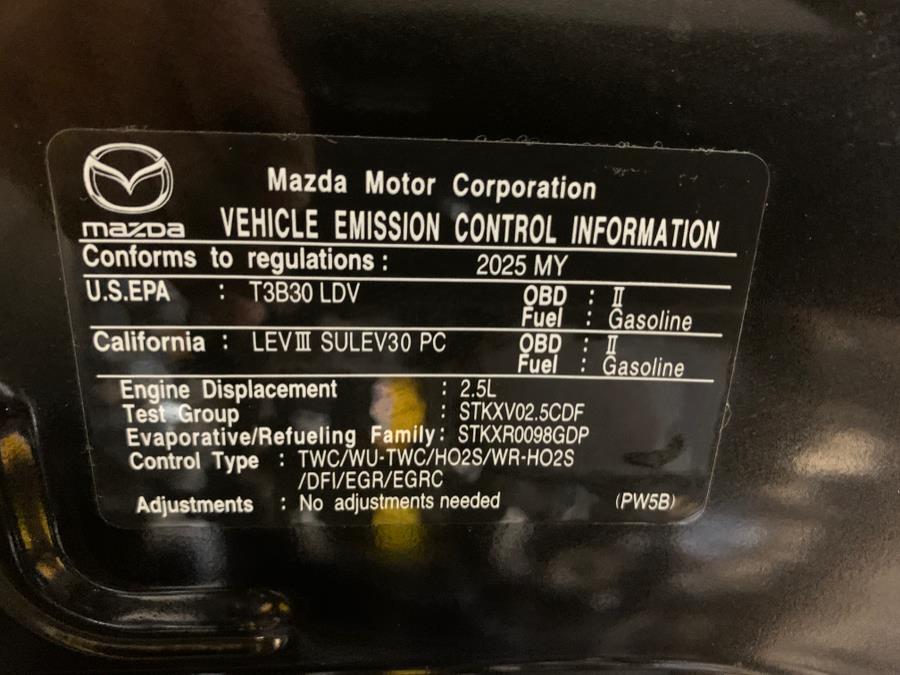 mazda
Mazda Motor Corporation
VEHICLE EMISSION CONTROL INFORMATION
Conforms to regulations : 2025 MY
U.S.EPA : T3B30 LDV OBD : II
Fuel : Gasoline
California : LEVIII SULEV30 PC OBD : II
Fuel : Gasoline
Engine Displacement : 2.5L
Test Group : STKXV02.5CDF
Evaporative/Refueling Family : STKXR0098GDP
Control Type : TWC/WU-TWC/HO2S/WR-HO2S
/DFI/EGR/EGRC
Adjustments : No adjustments needed (PW5B)